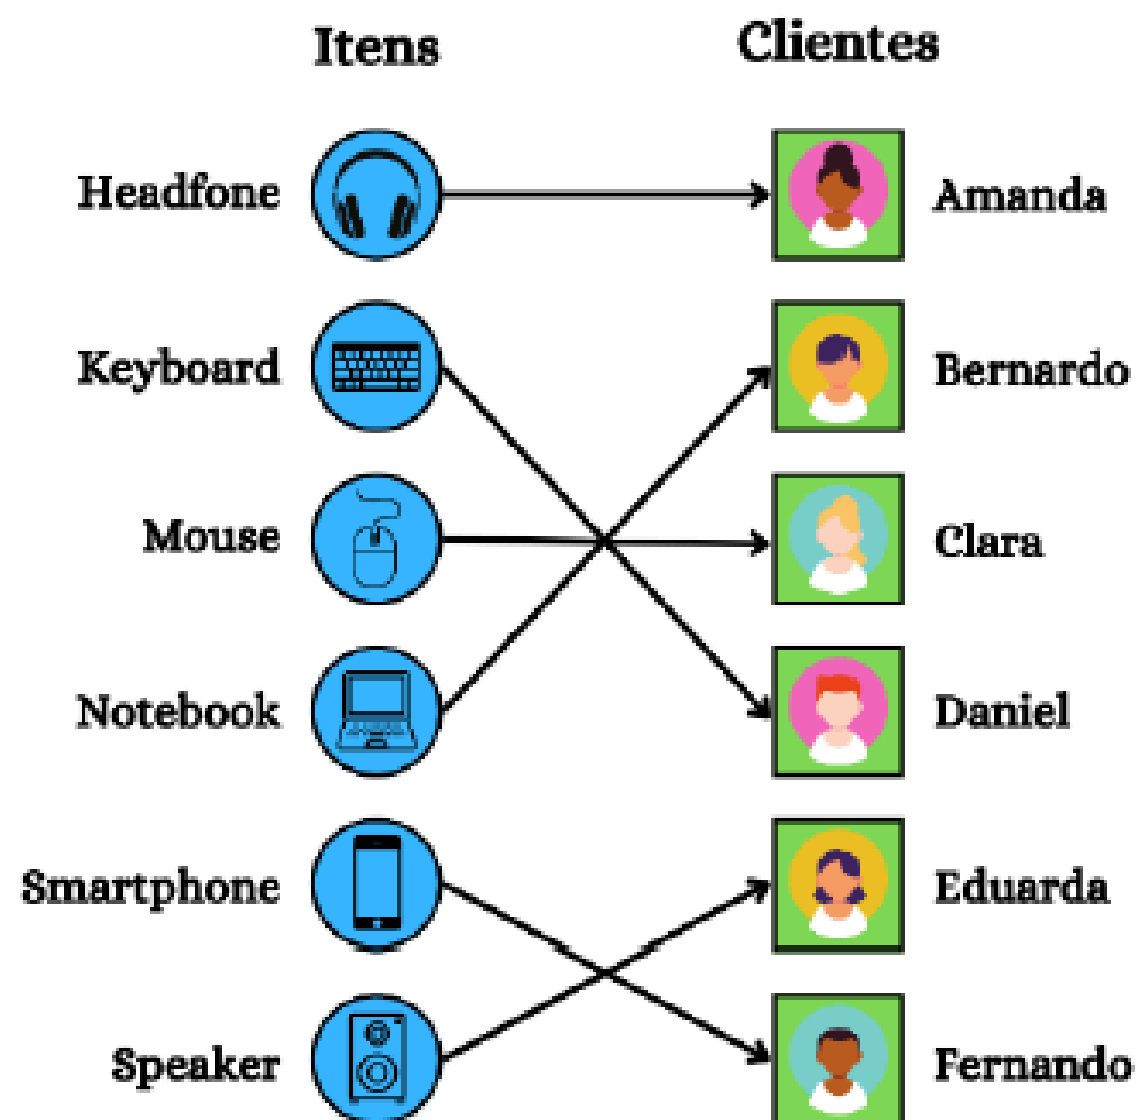 Itens
Clientes
Headfone
Amanda
Keyboard
Bernardo
Mouse
Clara
Notebook
Daniel
Smartphone
Eduarda
Speaker
Fernando